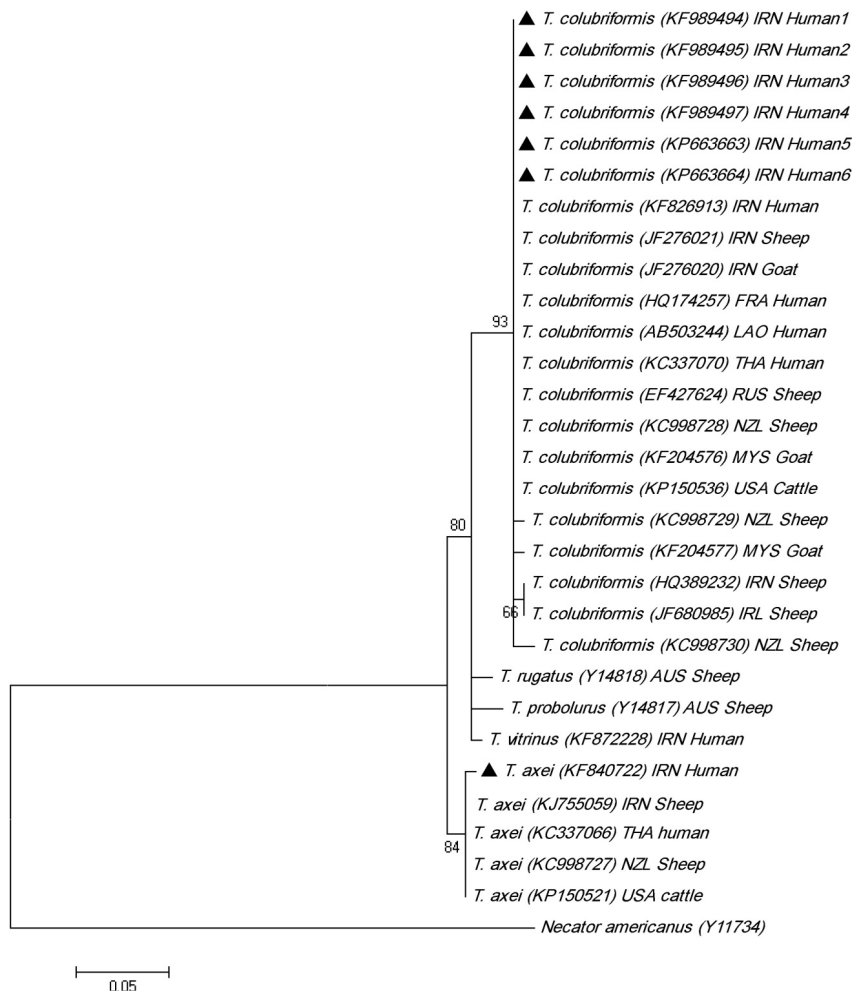 ▲ T. colubriformis (KF989494) IRN Human1
▲ T. colubriformis (KF989495) IRN Human2
▲ T. colubriformis (KF989496) IRN Human3
▲ T. colubriformis (KF989497) IRN Human4
▲ T. colubriformis (KP663663) IRN Human5
▲ T. colubriformis (KP663664) IRN Human6
T. colubriformis (KF826913) IRN Human
T. colubriformis (JF276021) IRN Sheep
T. colubriformis (JF276020) IRN Goat
T. colubriformis (HQ174257) FRA Human
93
T. colubriformis (AB503244) LAO Human
T. colubriformis (KC337070) THA Human
T. colubriformis (EF427624) RUS Sheep
T. colubriformis (KC998728) NZL Sheep
T. colubriformis (KF204576) MYS Goat
T. colubriformis (KP150536) USA Cattle
80
T. colubriformis (KC998729) NZL Sheep
T. colubriformis (KF204577) MYS Goat
T. colubriformis (HQ389232) IRN Sheep
66
T. colubriformis (JF680985) IRL Sheep
T. colubriformis (KC998730) NZL Sheep
T. rugatus (Y14818) AUS Sheep
T. probolurus (Y14817) AUS Sheep
T. vitrinus (KF872228) IRN Human
▲ T. axei (KF840722) IRN Human
T. axei (KJ755059) IRN Sheep
T. axei (KC337066) THA human
84
T. axei (KC998727) NZL Sheep
T. axei (KP150521) USA cattle
Necator americanus (Y11734)
0.05